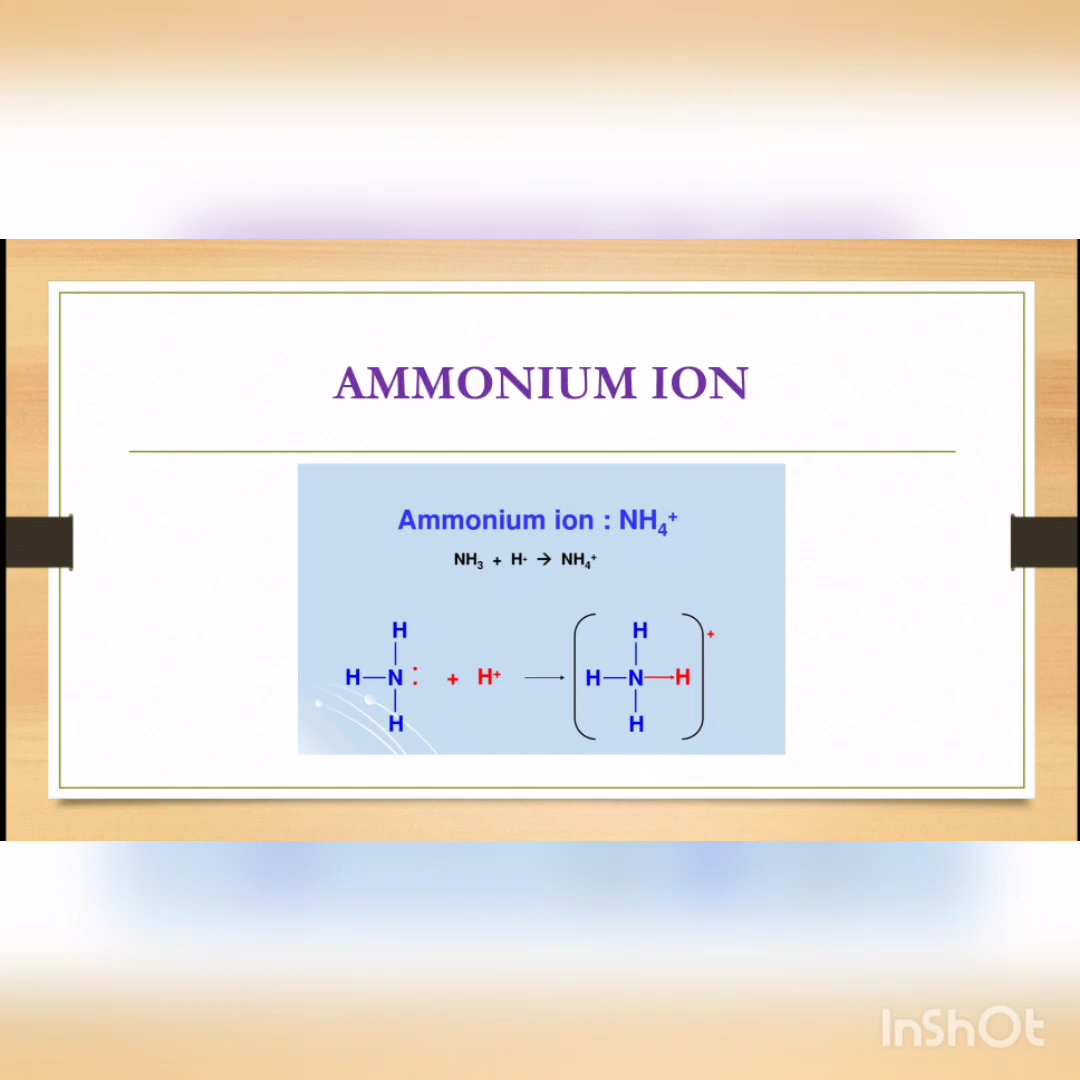 AMMONIUM ION
Ammonium ion : NH₄⁺
NH₃ + H⁺ → NH₄⁺
H H
H—N : + H⁺ → H—N→H +
H H
InShOt